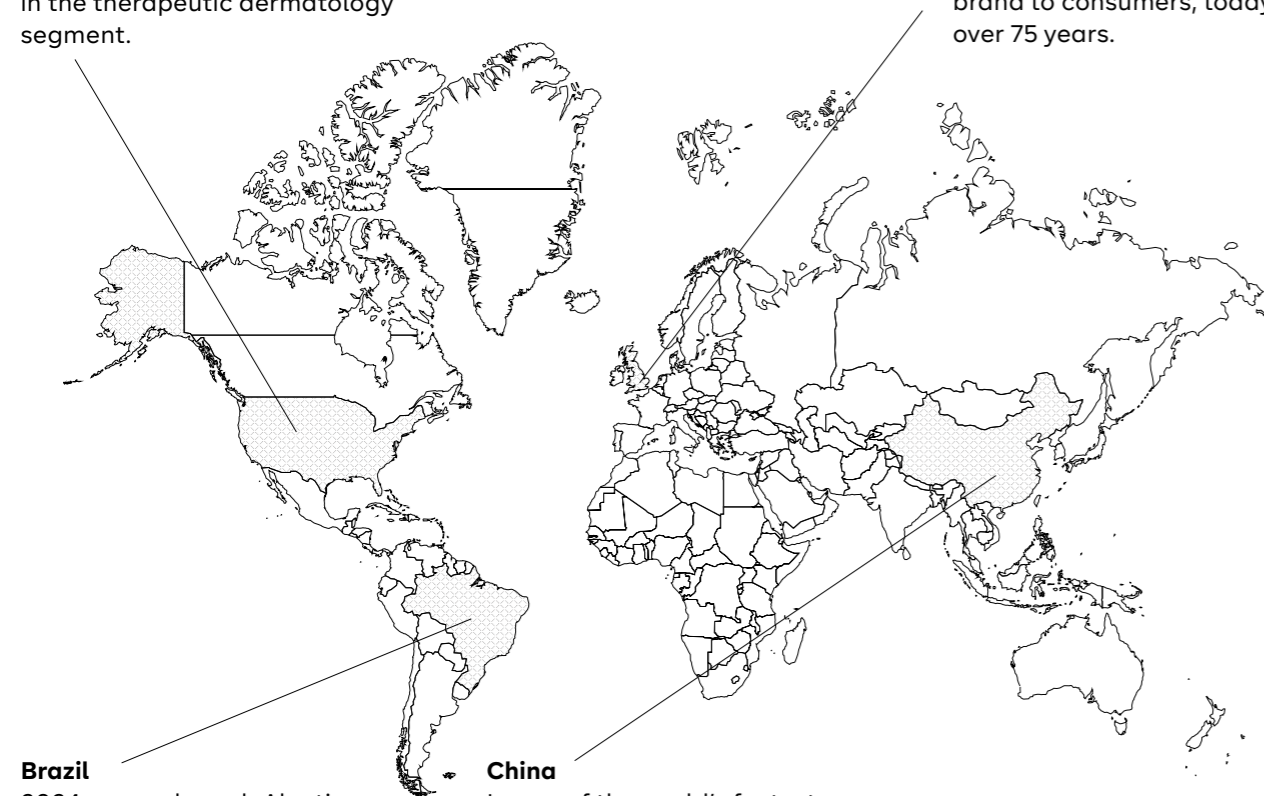 in the therapeutic dermatology
segment.
brand to consumers, today
over 75 years.
Brazil
China